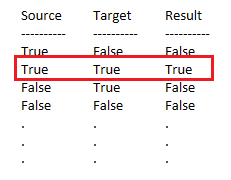 Source Target Result
---------- ---------- ----------
True False False
True True True
False True False
False False False
. . .
. . .
. . .